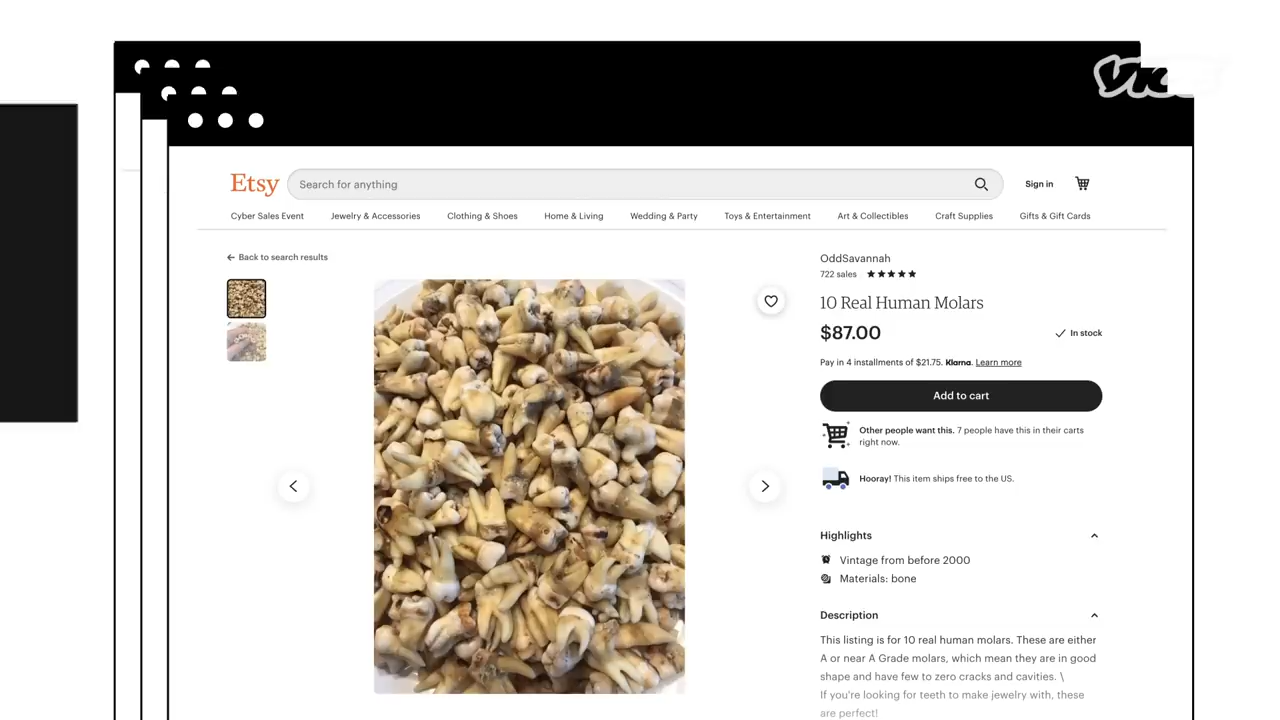 VICE
Etsy
Search for anything
Sign in
Cyber Sales Event
Jewelry & Accessories
Clothing & Shoes
Home & Living
Wedding & Party
Toys & Entertainment
Art & Collectibles
Craft Supplies
Gifts & Gift Cards
Back to search results
OddSavannah
722 sales
10 Real Human Molars
$87.00
In stock
Pay in 4 installments of $21.75. Klarna. Learn more
Add to cart
Other people want this. 7 people have this in their carts
right now.
Hooray! This item ships free to the US.
Highlights
Vintage from before 2000
Materials: bone
Description
This listing is for 10 real human molars. These are either
A or near A Grade molars, which mean they are in good
shape and have few to zero cracks and cavities. \
If you're looking for teeth to make jewelry with, these
are perfect!